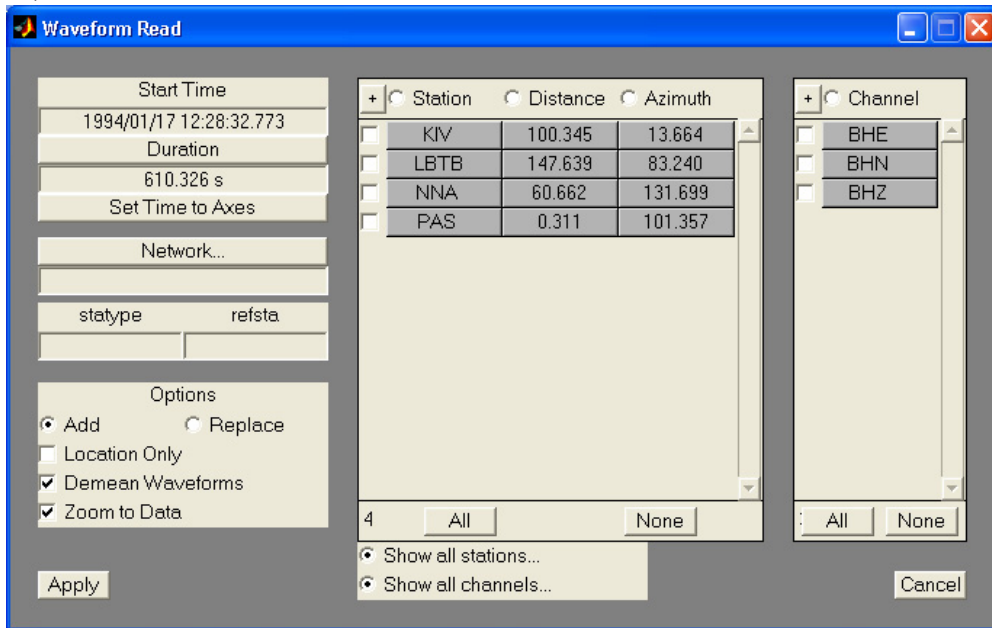 Waveform Read
Start Time
1994/01/17 12:28:32.773
Duration
610.326 s
Set Time to Axes
Network...
statype refsta
Options
Add Replace
Location Only
Demean Waveforms
Zoom to Data
Apply
+ Station Distance Azimuth
KIV 100.345 13.664
LBTB 147.639 83.240
NNA 60.662 131.699
PAS 0.311 101.357
4 All None
Show all stations...
Show all channels...
+ Channel
BHE
BHN
BHZ
All None
Cancel